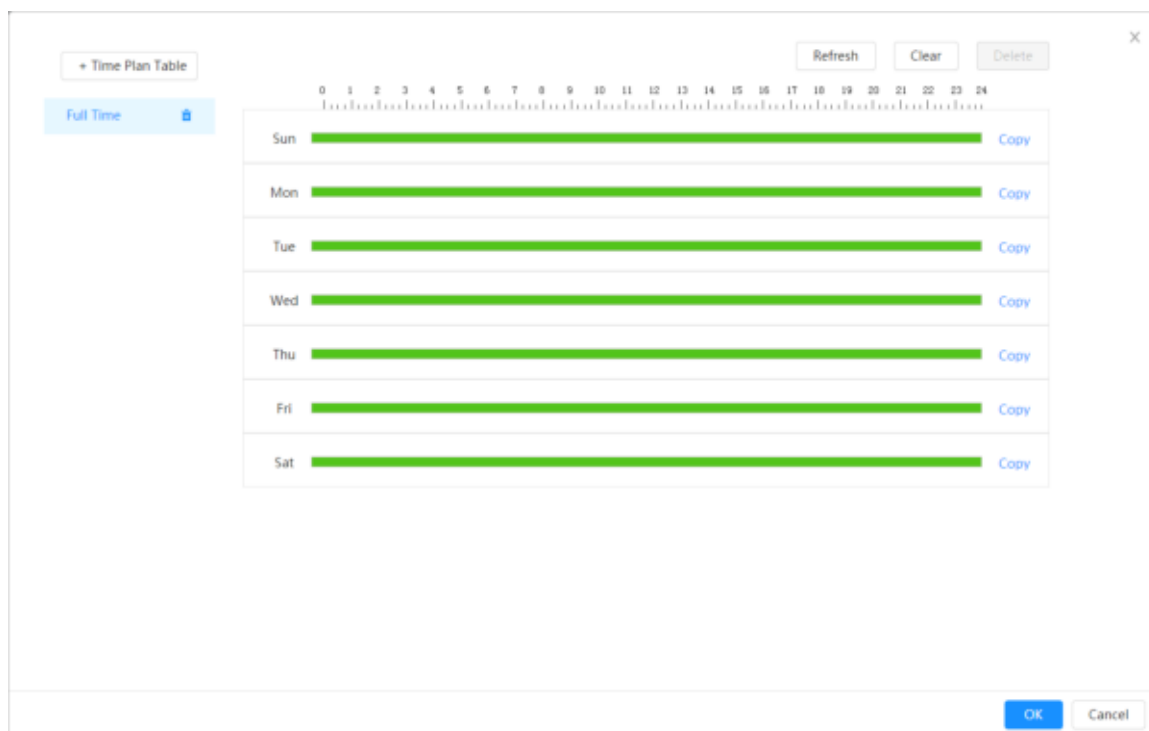 + Time Plan Table
Refresh Clear Delete
Full Time
0 1 2 3 4 5 6 7 8 9 10 11 12 13 14 15 16 17 18 19 20 21 22 23 24
Sun Copy
Mon Copy
Tue Copy
Wed Copy
Thu Copy
Fri Copy
Sat Copy
OK Cancel